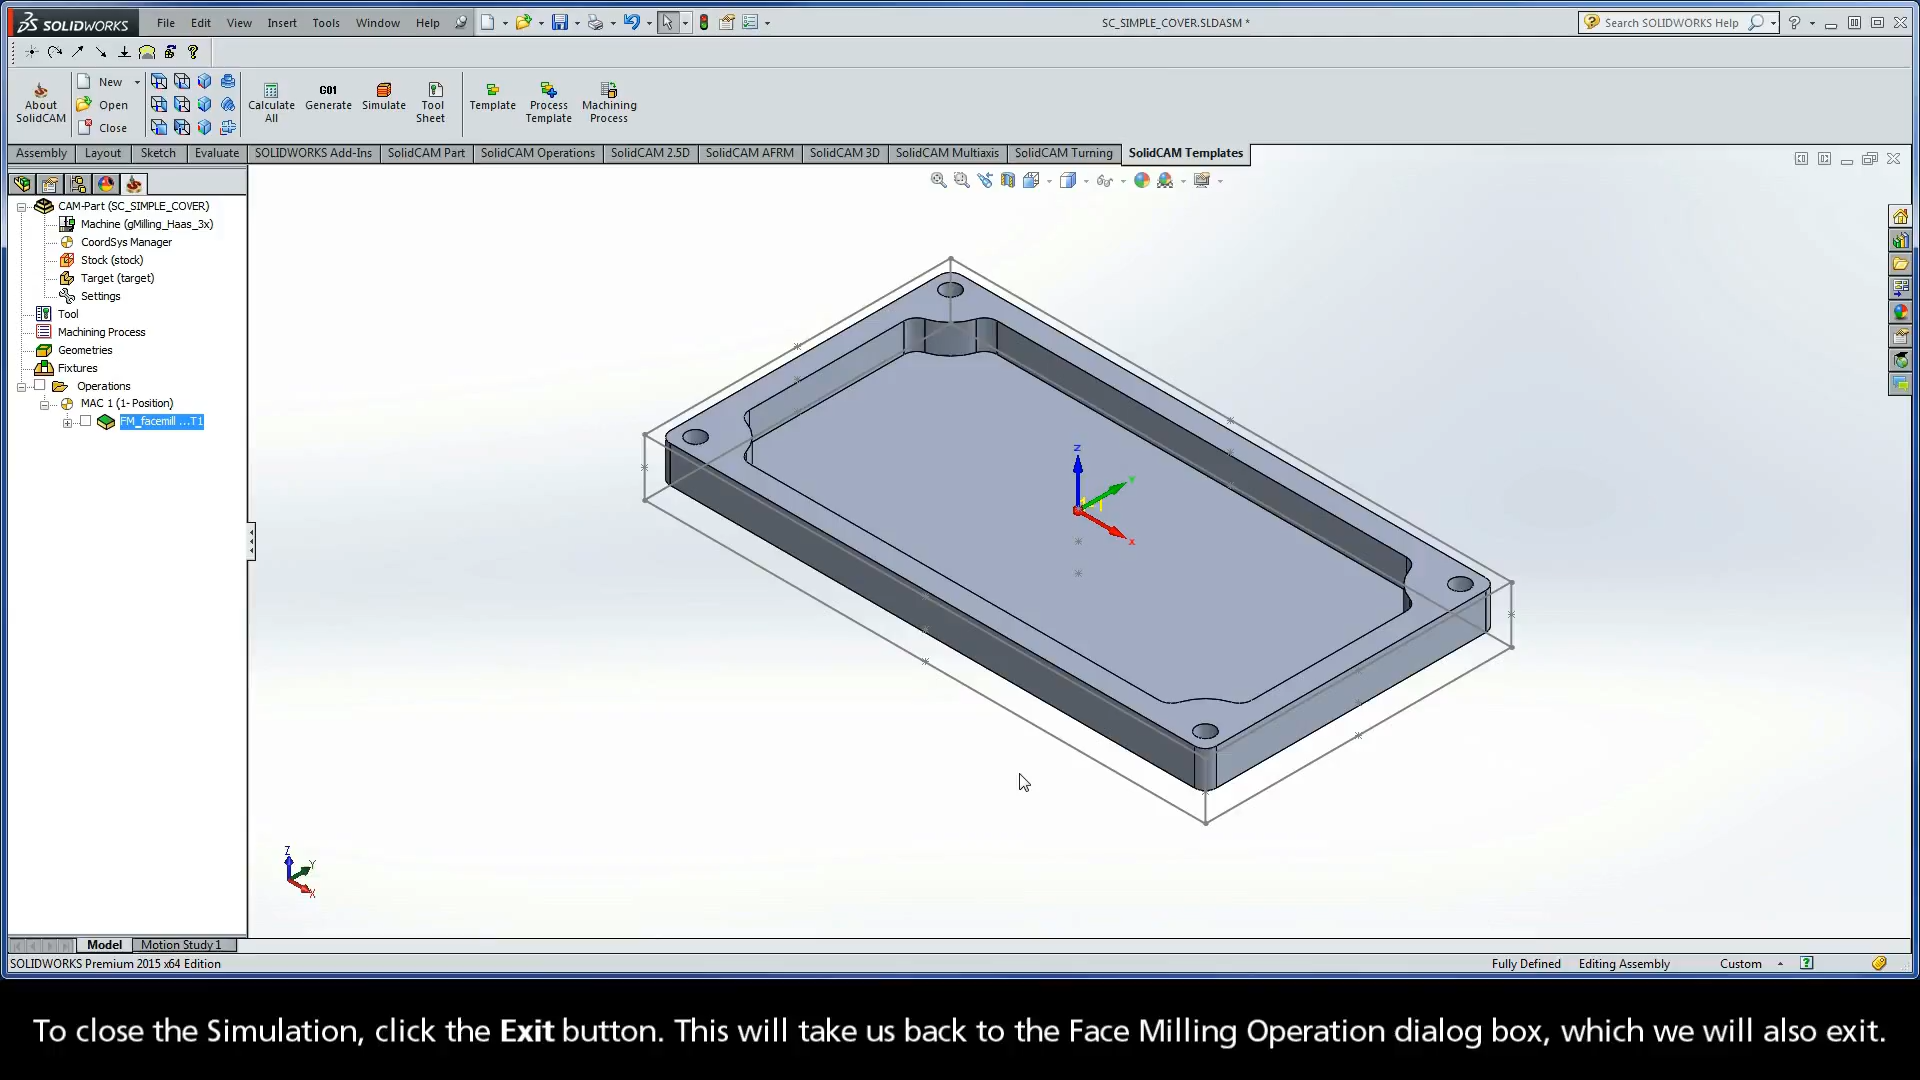 SOLIDWORKS File Edit View Insert Tools Window Help SC_SIMPLE_COVER.SLDASM * Search SOLIDWORKS Help
About SolidCAM
New
Open
Close
Calculate All
G01 Generate
Simulate
Tool Sheet
Template
Process Template
Machining Process
Assembly Layout Sketch Evaluate SOLIDWORKS Add-Ins SolidCAM Part SolidCAM Operations SolidCAM 2.5D SolidCAM AFRM SolidCAM 3D SolidCAM Multiaxis SolidCAM Turning SolidCAM Templates
CAM-Part (SC_SIMPLE_COVER)
Machine (gMilling_Haas_3x)
CoordSys Manager
Stock (stock)
Target (target)
Settings
Tool
Machining Process
Geometries
Fixtures
Operations
MAC 1 (1- Position)
FM_facemill ...T1
Z
X
Z
Y
X
Model Motion Study 1
SOLIDWORKS Premium 2015 x64 Edition Fully Defined Editing Assembly Custom
To close the Simulation, click the Exit button. This will take us back to the Face Milling Operation dialog box, which we will also exit.